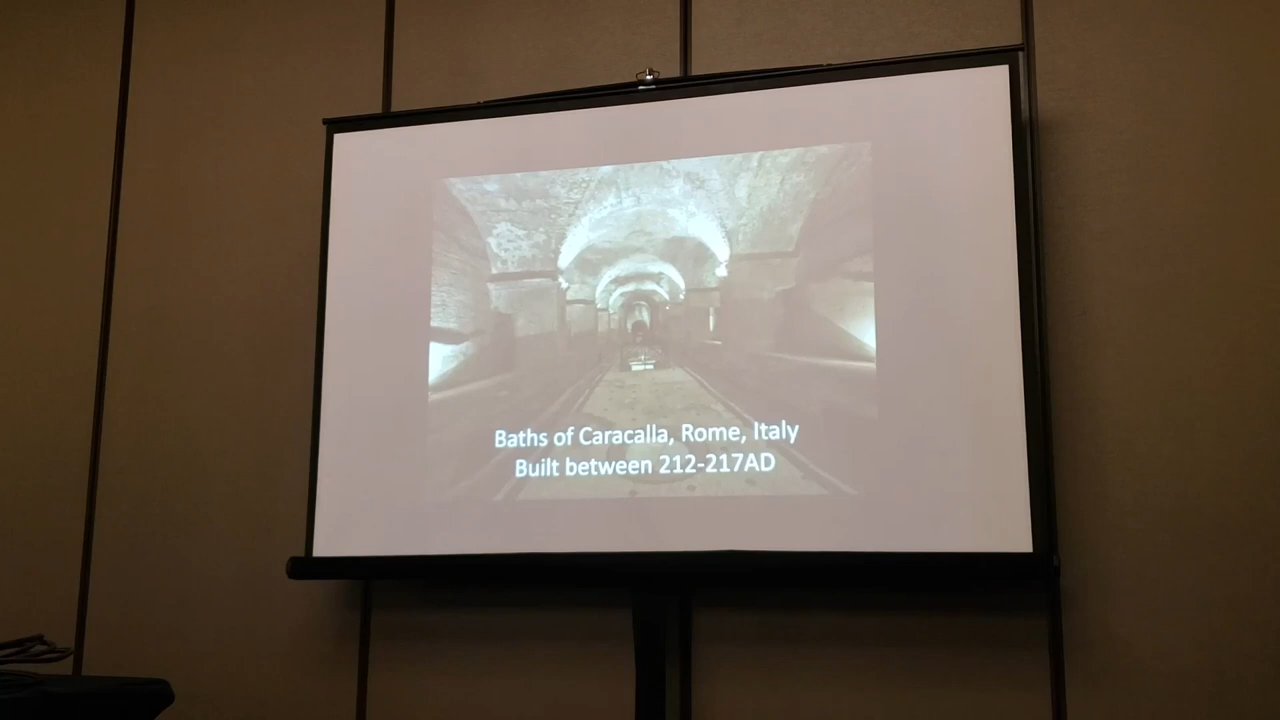 Baths of Caracalla, Rome, Italy
Built between 212-217AD